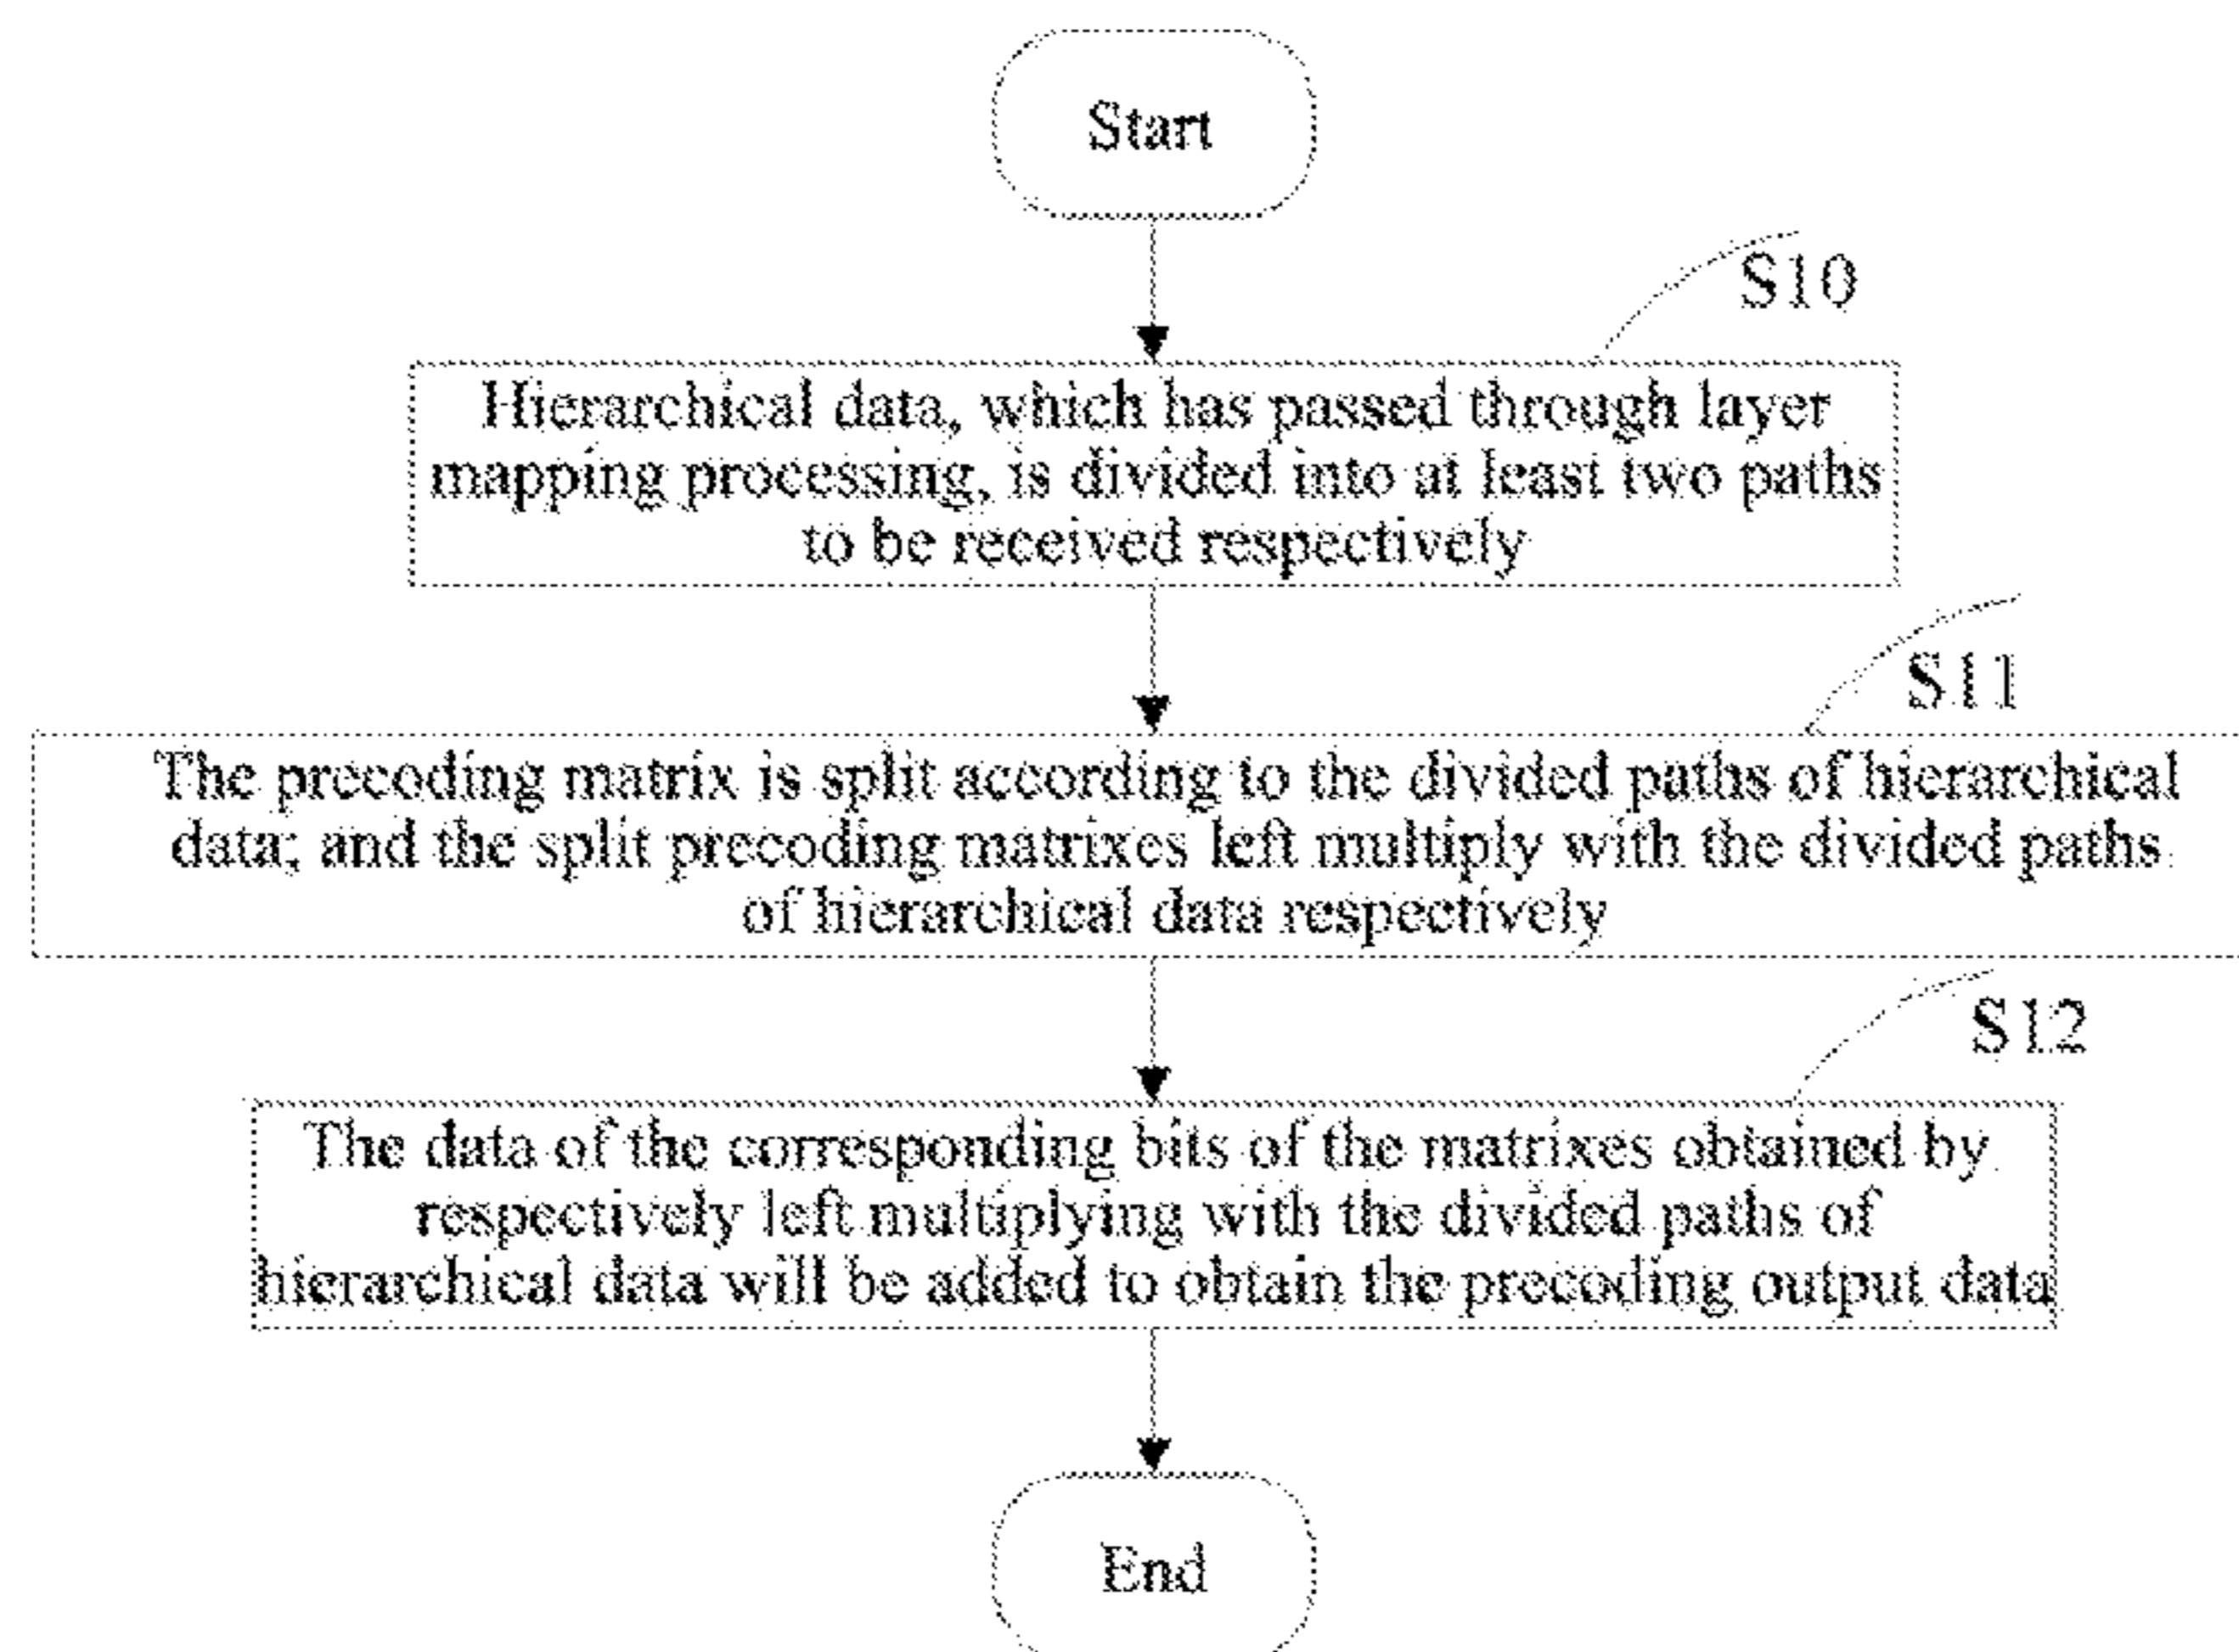 Start
S10
Hierarchical data, which has passed through layer
mapping processing, is divided into at least two paths
to be received respectively
S11
The precoding matrix is split according to the divided paths of hierarchical
data; and the split precoding matrixes left multiply with the divided paths
of hierarchical data respectively
S12
The data of the corresponding bits of the matrixes obtained by
respectively left multiplying with the divided paths of
hierarchical data will be added to obtain the precoding output data
End